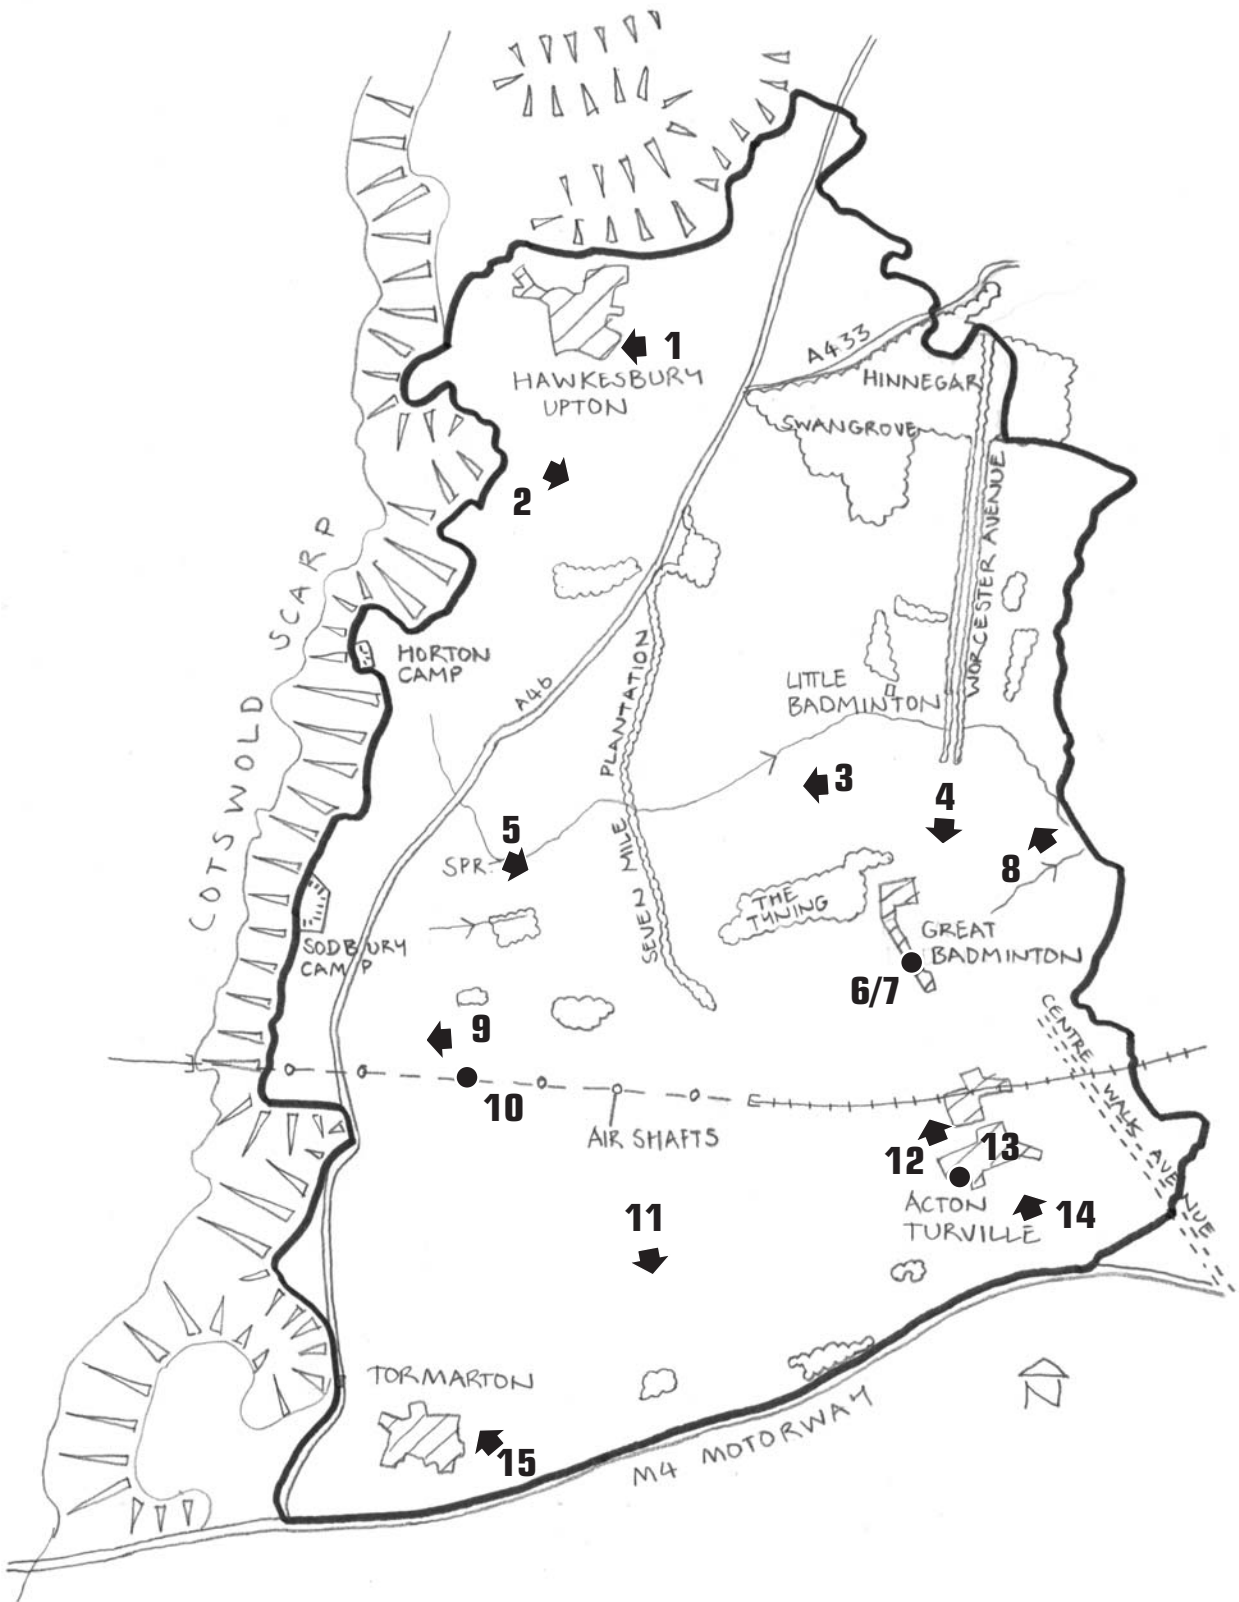 1
HAWKESBURY
UPTON
A433
HINNEGAR
SWANGROVE
2
WORCESTER AVENUE
COTSWOLD SCARP
HORTON
CAMP
A46
SEVEN MILE PLANTATION
LITTLE
BADMINTON
3
4
5
SPR.
8
THE
TYNING
SODBURY
CAMP
GREAT
BADMINTON
6/7
9
CENTRE WALK AVENUE
10
AIR SHAFTS
12
13
11
ACTON
TURVILLE
14
TORMARTON
15
M4 MOTORWAY
N